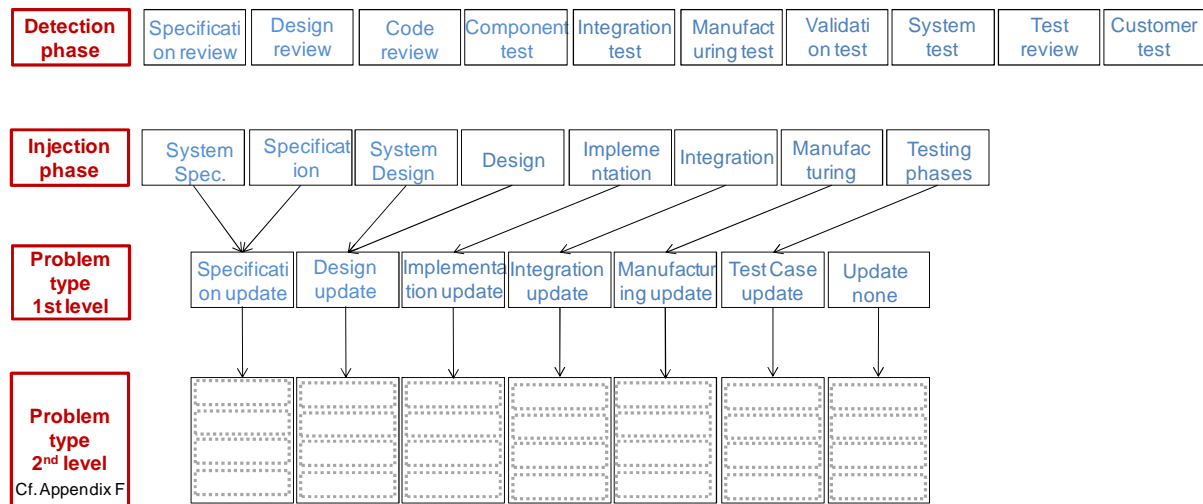 Detection
phase
Specificati
on review
Design
review
Code
review
Component
test
Integration
test
Manufact
uring test
Validati
on test
System
test
Test
review
Customer
test
Injection
phase
System
Spec.
Specificat
ion
System
Design
Design
Impleme
ntation
Integration
Manufac
turing
Testing
phases
Problem
type
1st level
Specificati
on update
Design
update
Implementa
tion update
Integration
update
Manufactur
ing update
Test Case
update
Update
none
Problem
type
2nd level
Cf. Appendix F